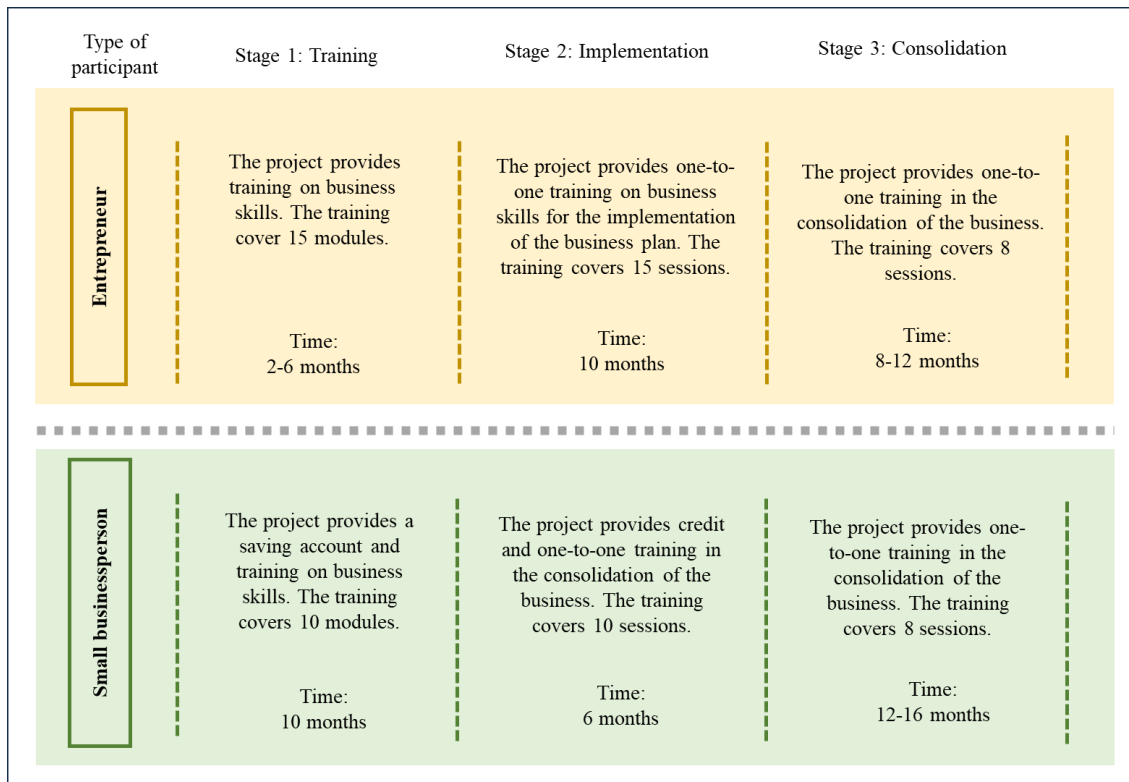 Type of
participant
Stage 1: Training
Stage 2: Implementation
Stage 3: Consolidation
Entrepreneur
The project provides
training on business
skills. The training
cover 15 modules.
Time:
2-6 months
The project provides one-to-
one training on business
skills for the implementation
of the business plan. The
training covers 15 sessions.
Time:
10 months
The project provides one-to-
one training in the
consolidation of the business.
The training covers 8
sessions.
Time:
8-12 months
Small businessperson
The project provides a
saving account and
training on business
skills. The training
covers 10 modules.
Time:
10 months
The project provides credit
and one-to-one training in
the consolidation of the
business. The training
covers 10 sessions.
Time:
6 months
The project provides one-
to-one training in the
consolidation of the
business. The training
covers 8 sessions.
Time:
12-16 months